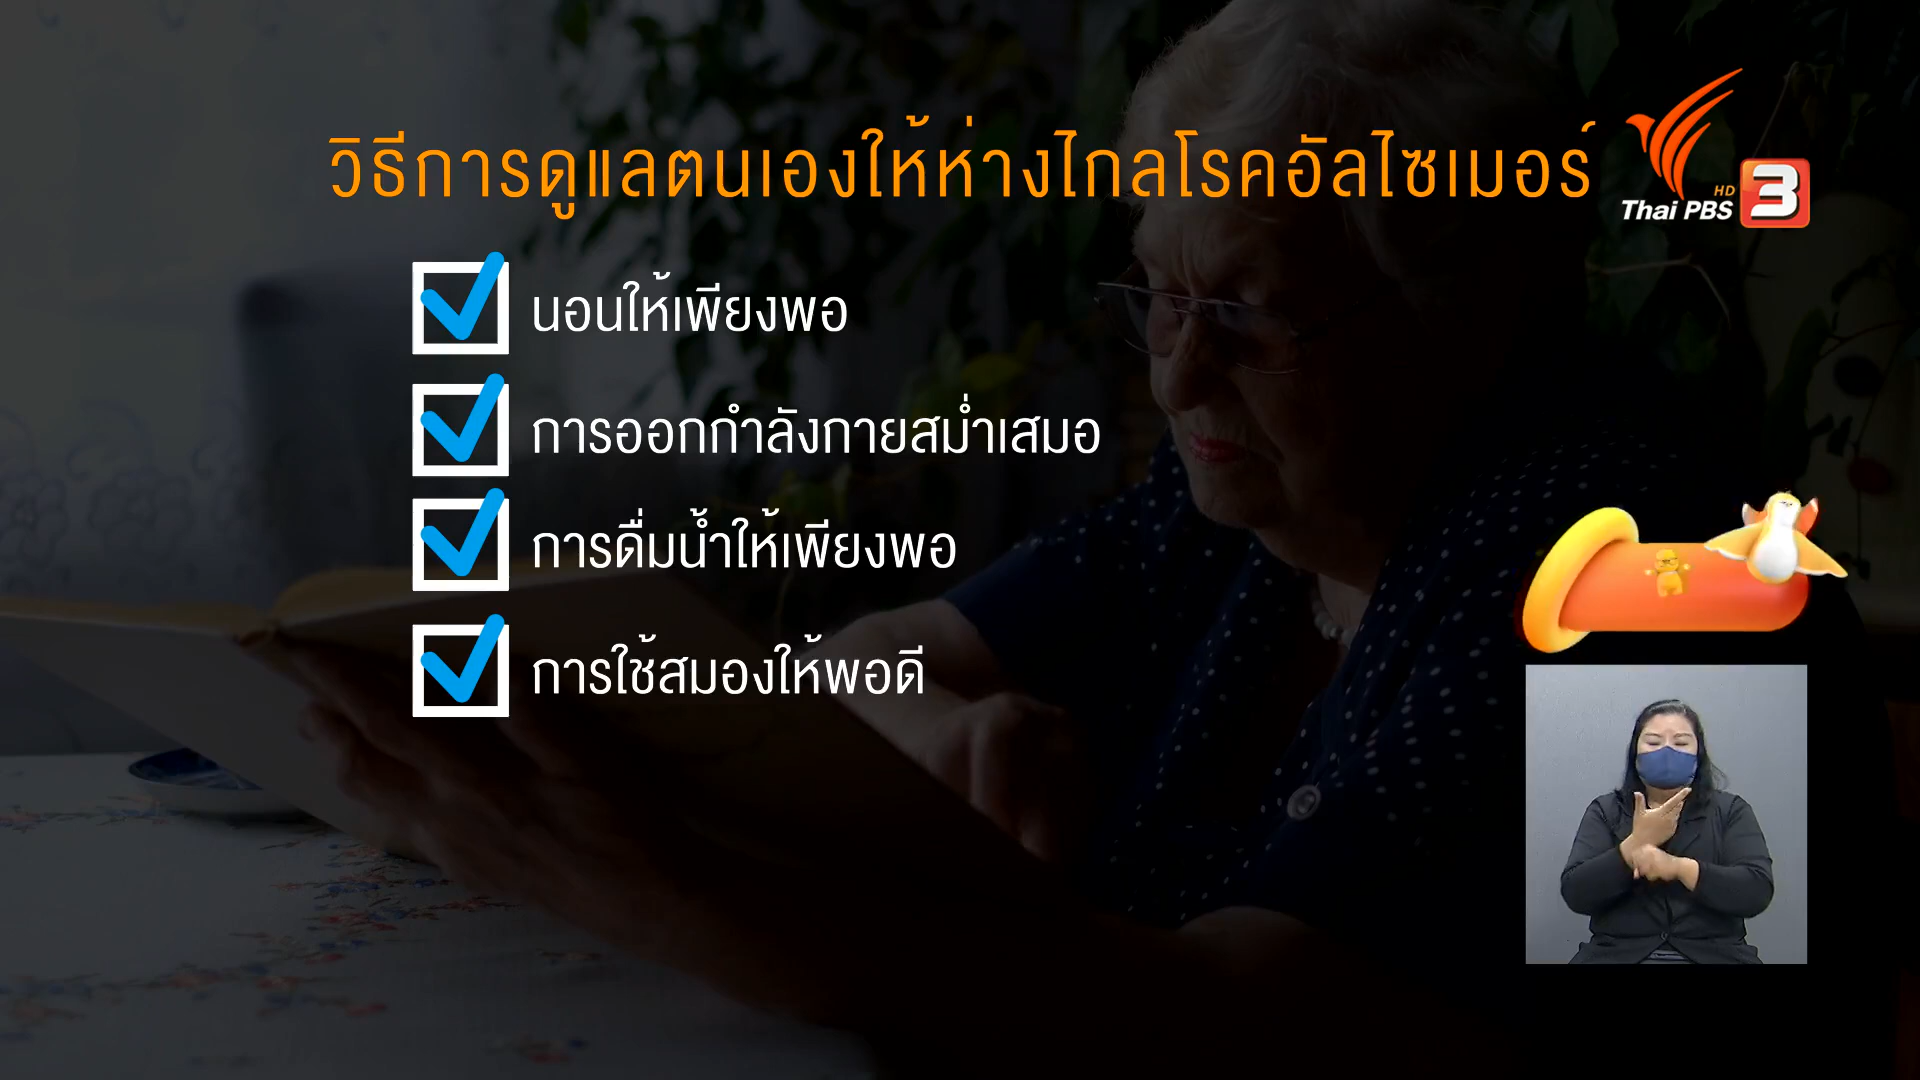 วิธีการดูแลตนเองให้ห่างไกลโรคอัลไซเมอร์
HD
Thai PBS 3
นอนให้เพียงพอ
การออกกำลังกายสม่ำเสมอ
การดื่มน้ำให้เพียงพอ
การใช้สมองให้พอดี